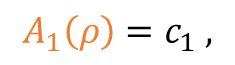 A₁(ρ) = c₁ ,